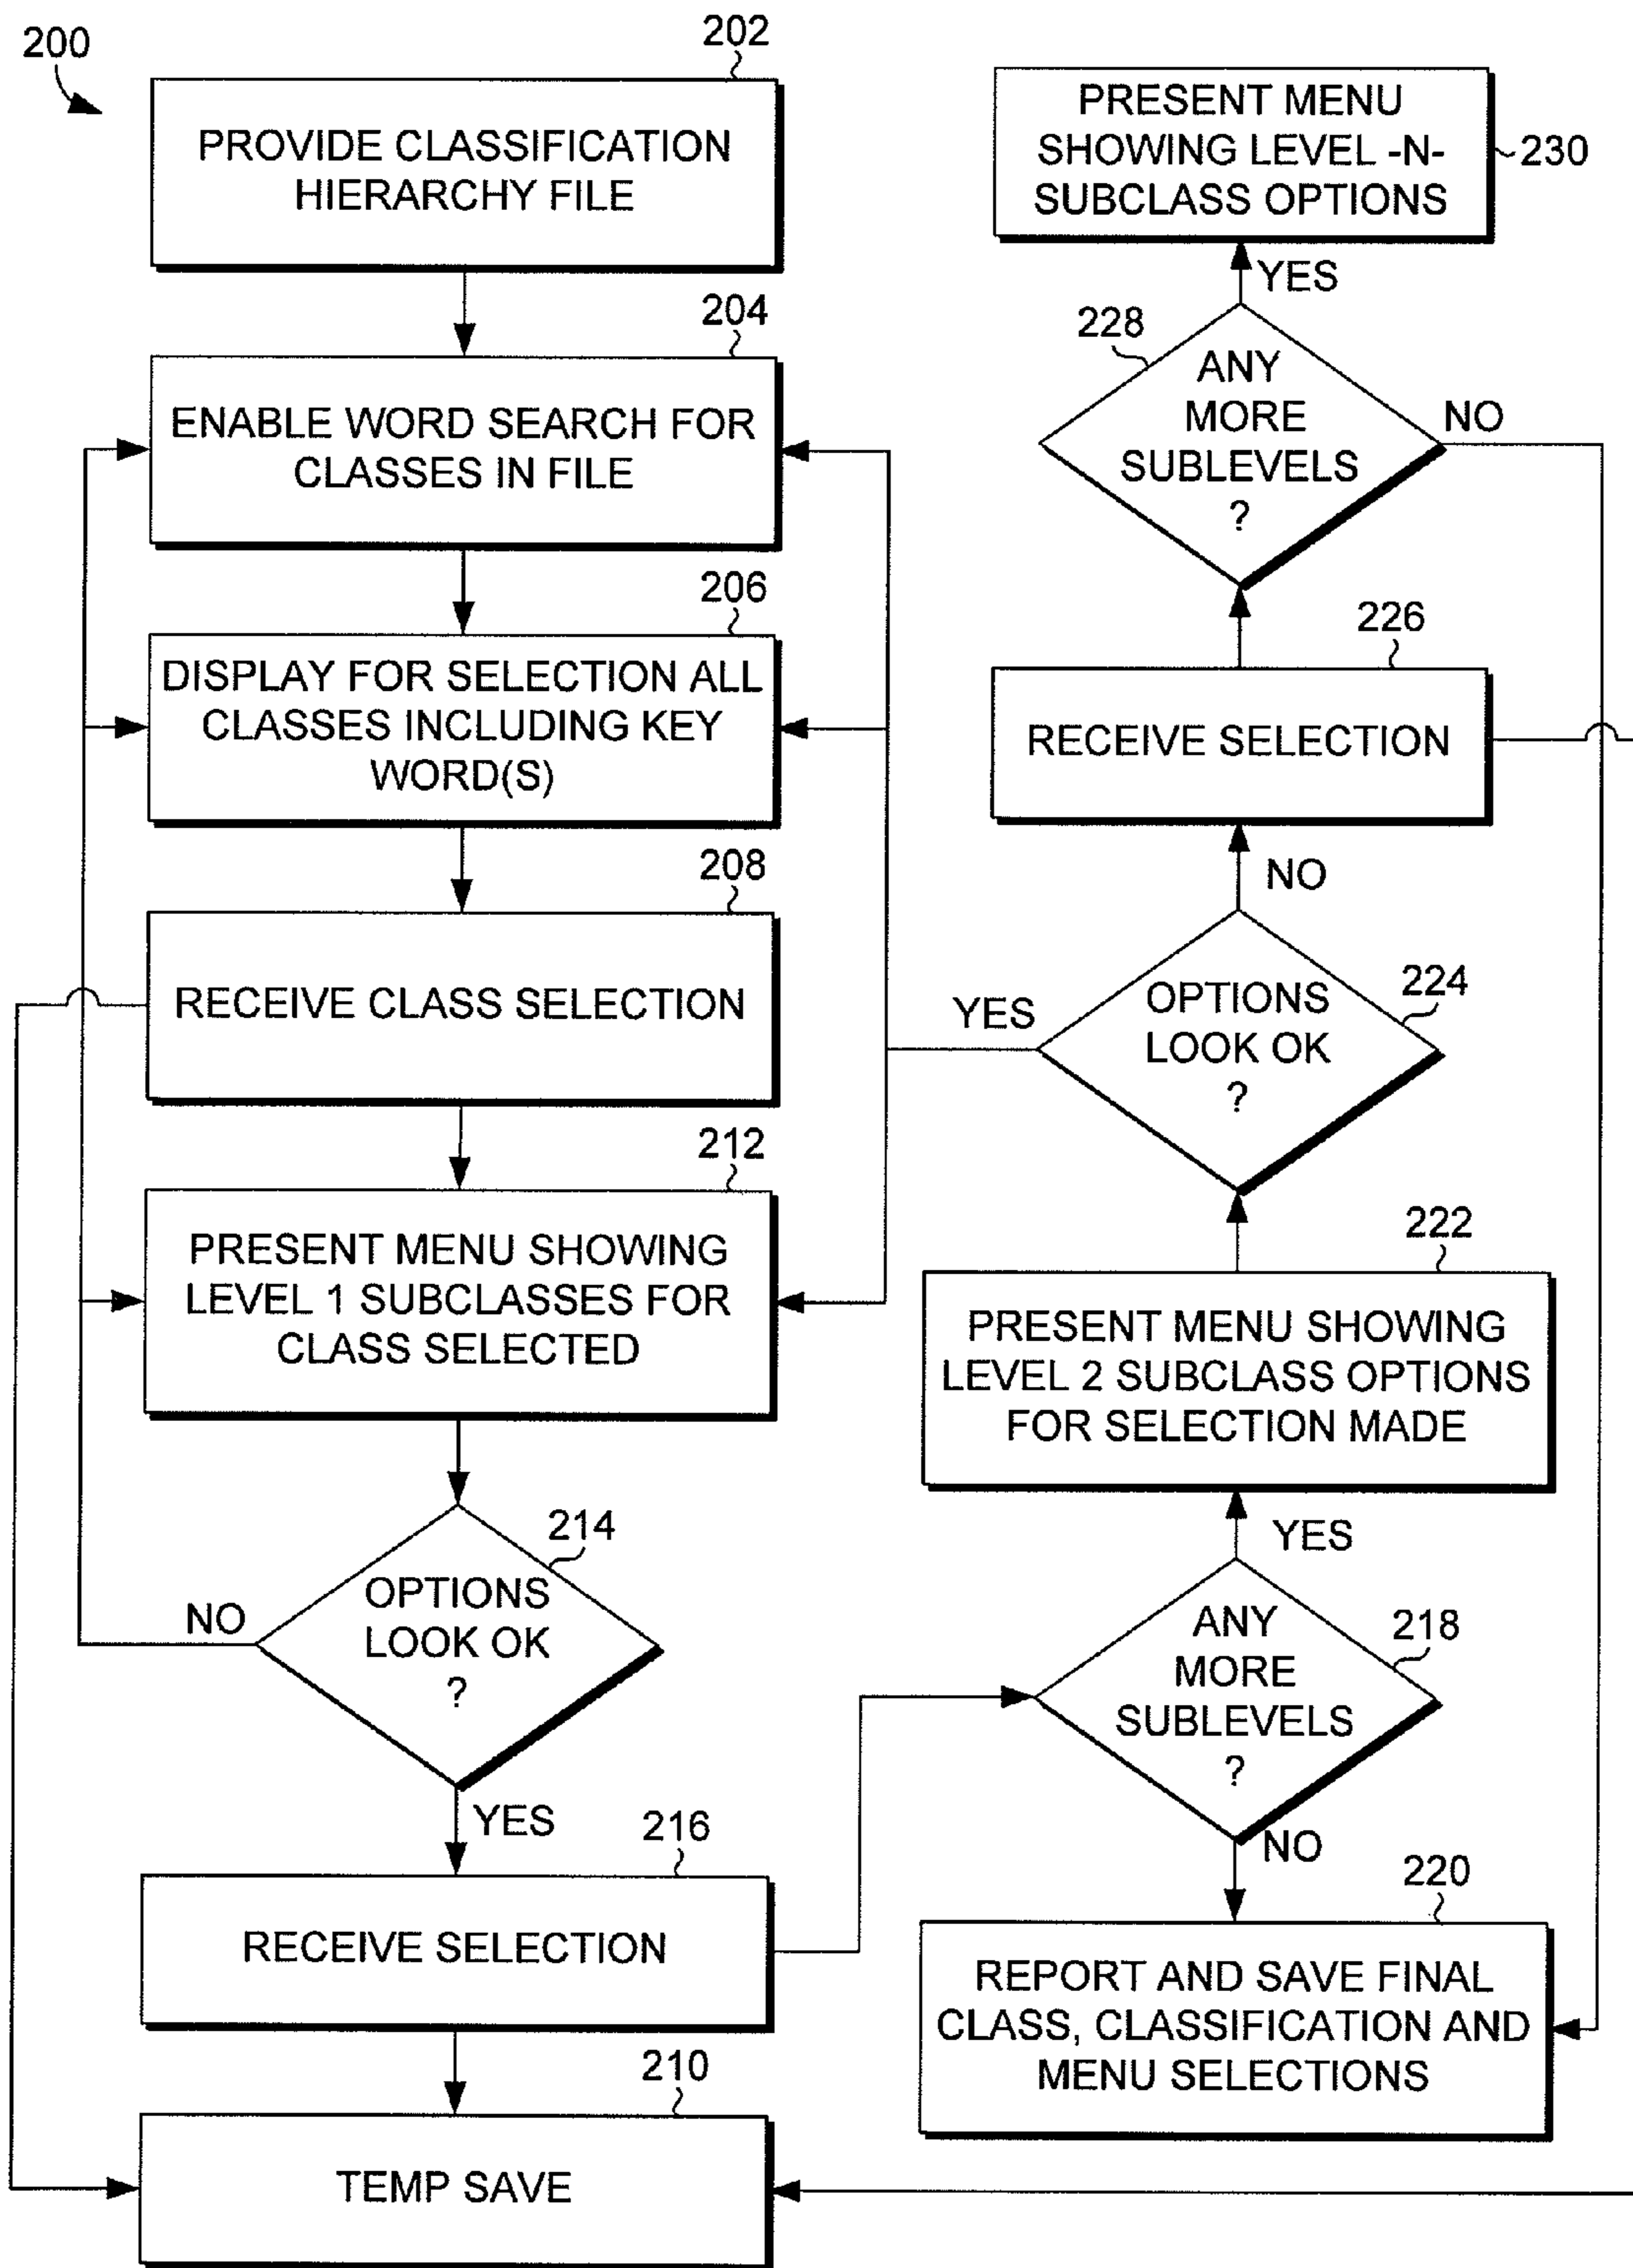 200
202
PROVIDE CLASSIFICATION
HIERARCHY FILE
204
ENABLE WORD SEARCH FOR
CLASSES IN FILE
206
DISPLAY FOR SELECTION ALL
CLASSES INCLUDING KEY
WORD(S)
208
RECEIVE CLASS SELECTION
212
PRESENT MENU SHOWING
LEVEL 1 SUBCLASSES FOR
CLASS SELECTED
214
OPTIONS
LOOK OK
?
NO
YES
216
RECEIVE SELECTION
210
TEMP SAVE
PRESENT MENU
SHOWING LEVEL -N-
SUBCLASS OPTIONS
230
YES
228
ANY
MORE
SUBLEVELS
?
NO
226
RECEIVE SELECTION
NO
224
OPTIONS
LOOK OK
?
YES
222
PRESENT MENU SHOWING
LEVEL 2 SUBCLASS OPTIONS
FOR SELECTION MADE
YES
218
ANY
MORE
SUBLEVELS
?
NO
220
REPORT AND SAVE FINAL
CLASS, CLASSIFICATION AND
MENU SELECTIONS